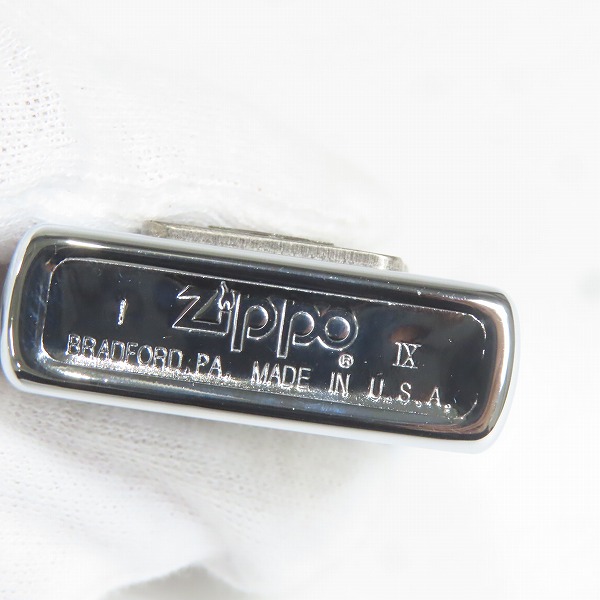 I Zippo ® IX
BRADFORD, PA. MADE IN U.S.A.